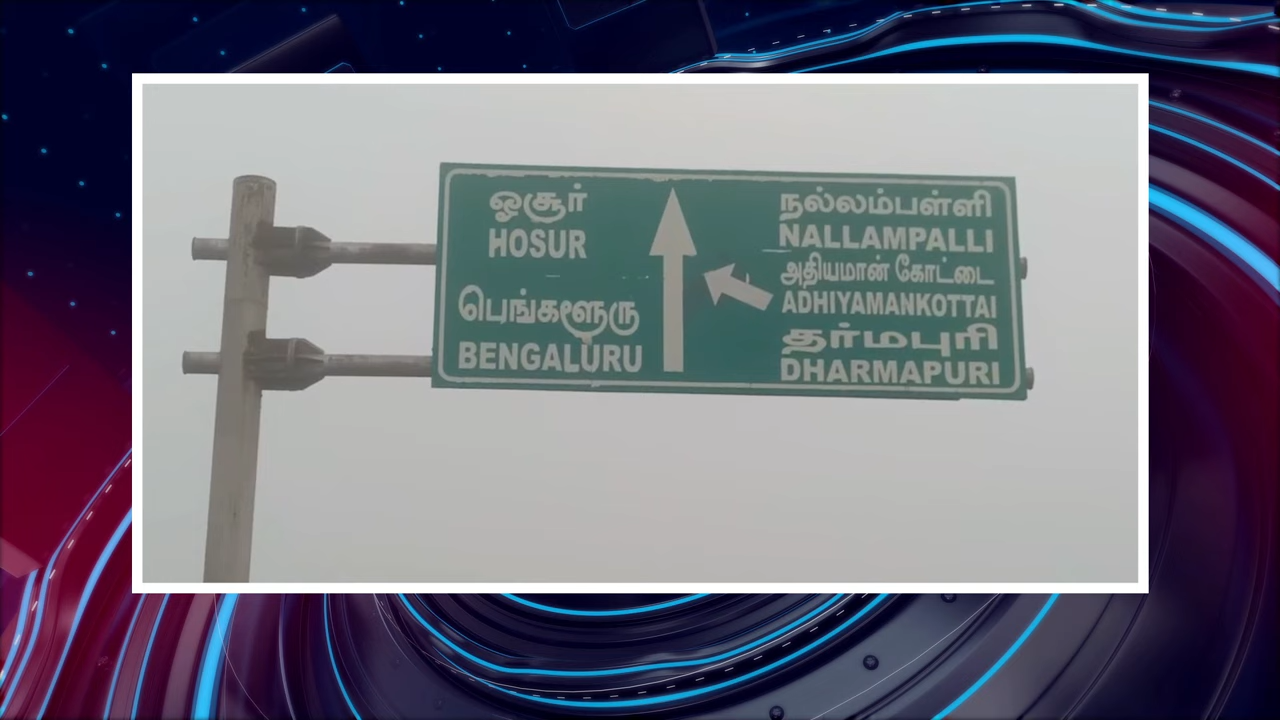 ஓசூர்
HOSUR
பெங்களூரு
BENGALURU
நல்லம்பள்ளி
NALLAMPALLI
அதியமான் கோட்டை
ADHIYAMANKOTTAI
தர்மபுரி
DHARMAPURI